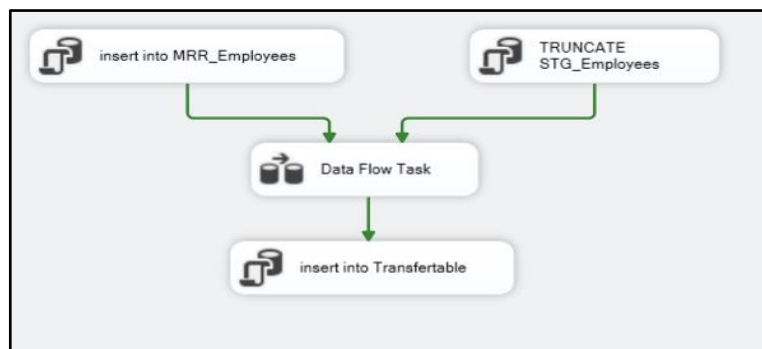 insert into MRR_Employees
TRUNCATE
STG_Employees
Data Flow Task
insert into Transfertable